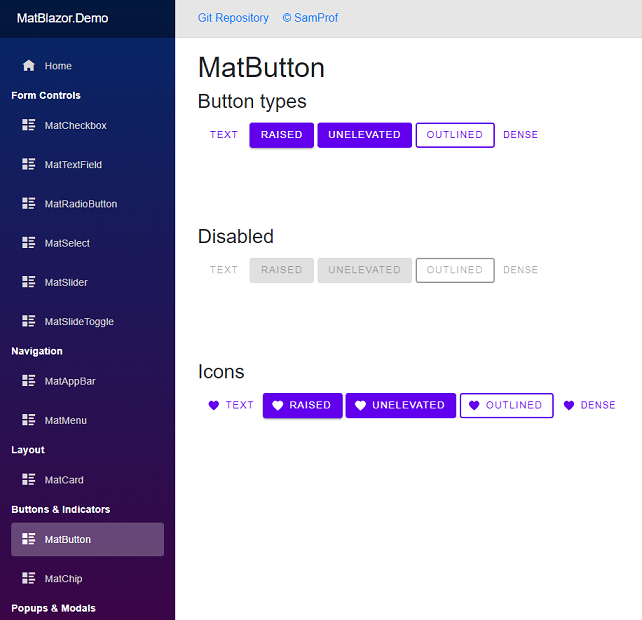 MatBlazor.Demo
Git Repository © SamProf
Home
Form Controls
MatCheckbox
MatTextField
MatRadioButton
MatSelect
MatSlider
MatSlideToggle
Navigation
MatAppBar
MatMenu
Layout
MatCard
Buttons & Indicators
MatButton
MatChip
Popups & Modals
MatButton
Button types
TEXT RAISED UNELEVATED OUTLINED DENSE
Disabled
TEXT RAISED UNELEVATED OUTLINED DENSE
Icons
TEXT RAISED UNELEVATED OUTLINED DENSE